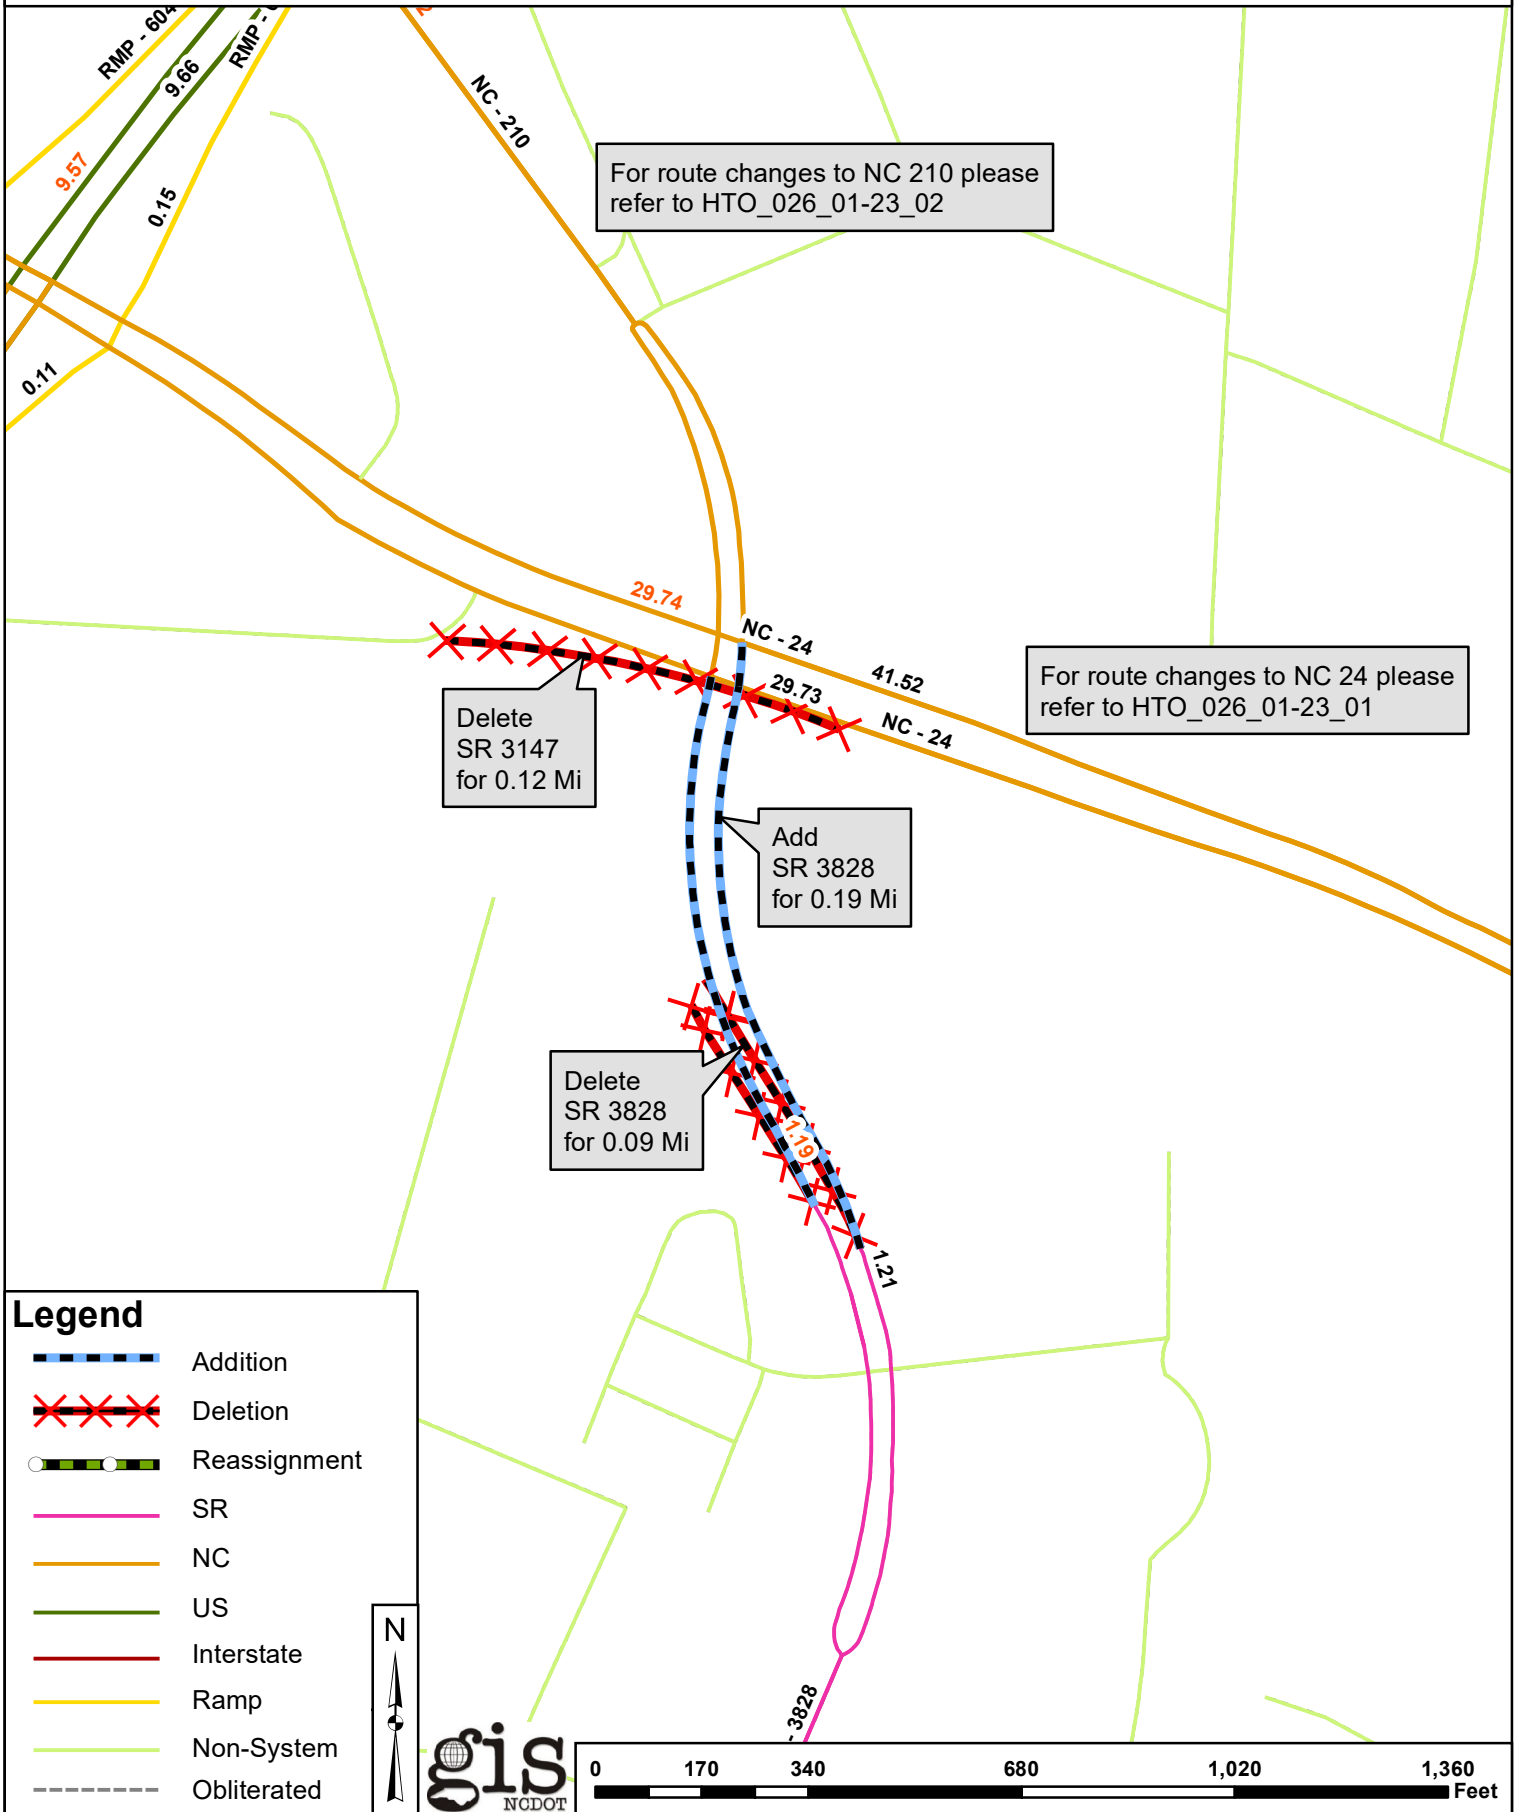 RMP - 604
9.66
RMP -
NC - 210
9.57
0.15
For route changes to NC 210 please
refer to HTO_026_01-23_02
0.11
29.74
NC - 24
41.52
29.73
NC - 24
For route changes to NC 24 please
refer to HTO_026_01-23_01
Delete
SR 3147
for 0.12 Mi
Add
SR 3828
for 0.19 Mi
Delete
SR 3828
for 0.09 Mi
1.19
1.21
- 3828
Legend
Addition
Deletion
Reassignment
SR
NC
US
Interstate
Ramp
Non-System
Obliterated
N
gis
NCDOT
0 170 340 680 1,020 1,360
Feet